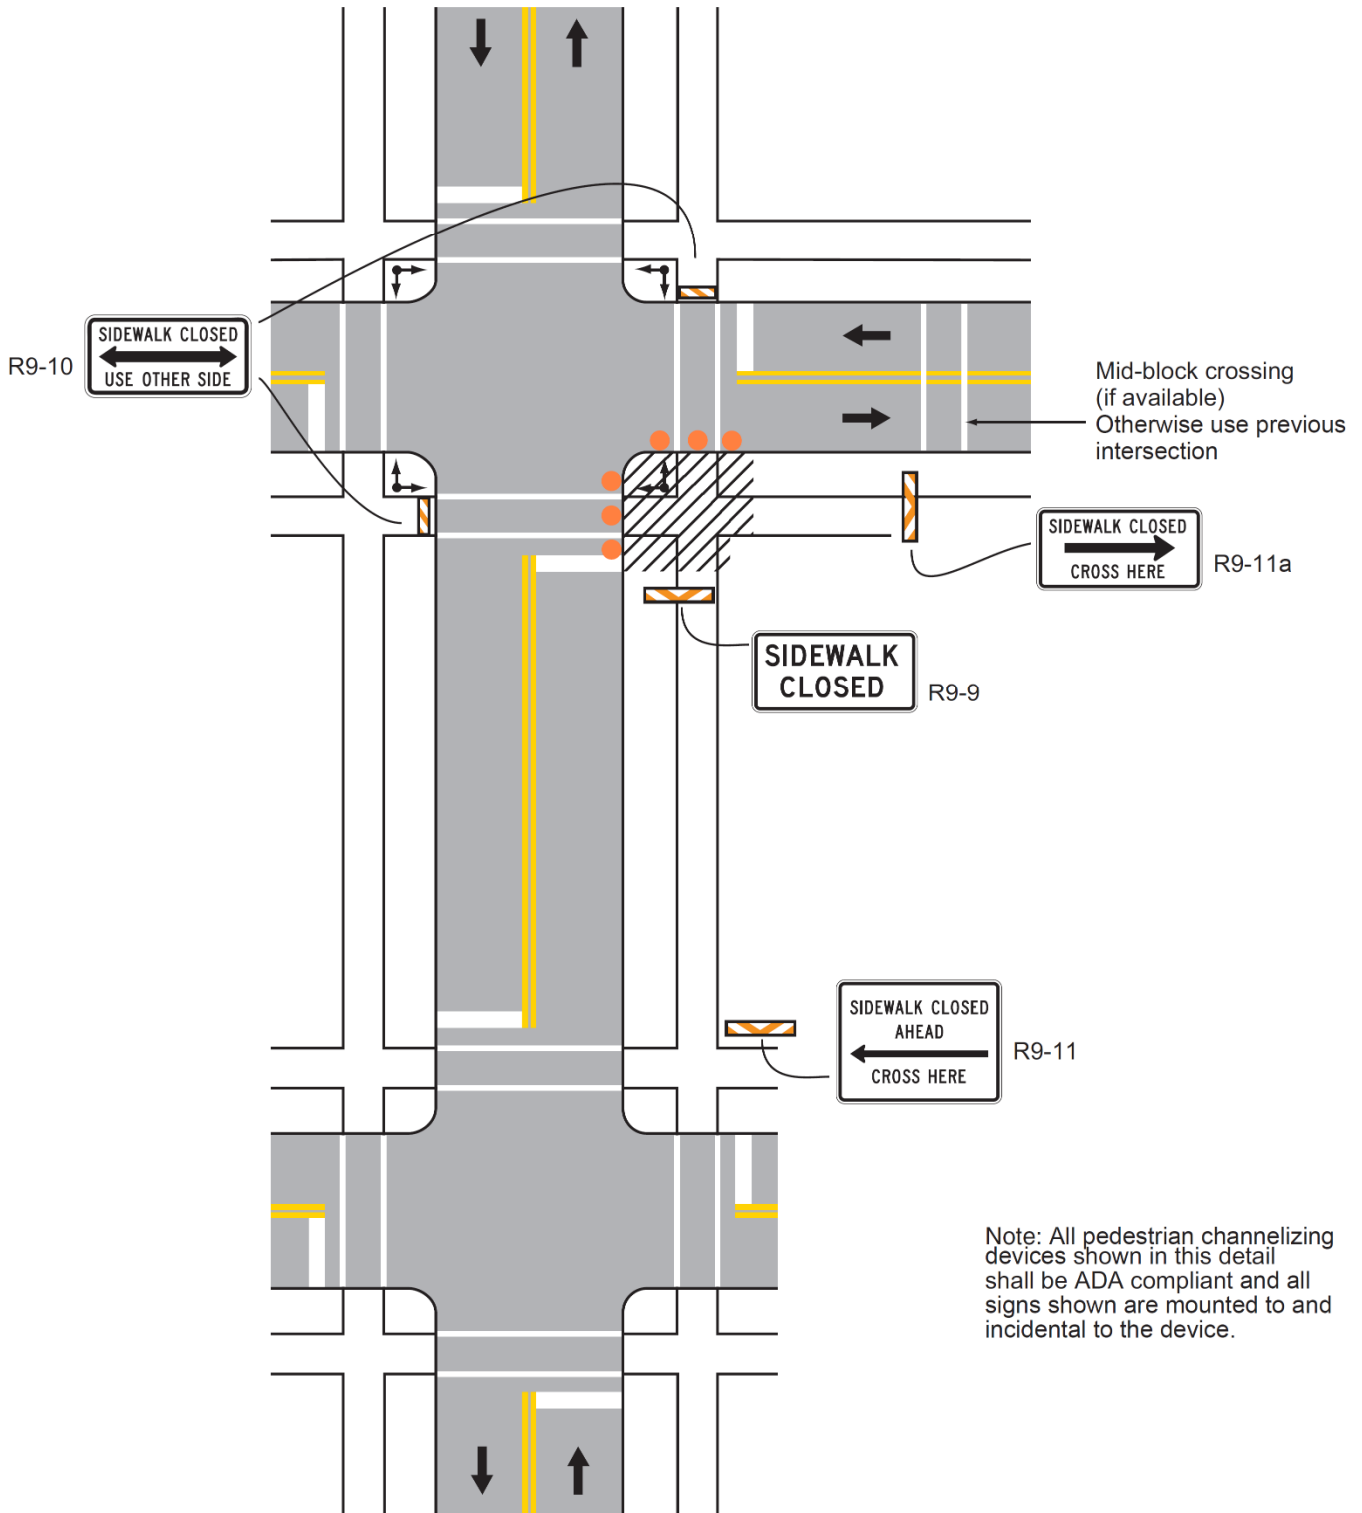 SIDEWALK CLOSED
USE OTHER SIDE
R9-10
Mid-block crossing
(if available)
Otherwise use previous
intersection
SIDEWALK CLOSED
CROSS HERE
R9-11a
SIDEWALK
CLOSED
R9-9
SIDEWALK CLOSED
AHEAD
CROSS HERE
R9-11
Note: All pedestrian channelizing
devices shown in this detail
shall be ADA compliant and all
signs shown are mounted to and
incidental to the device.